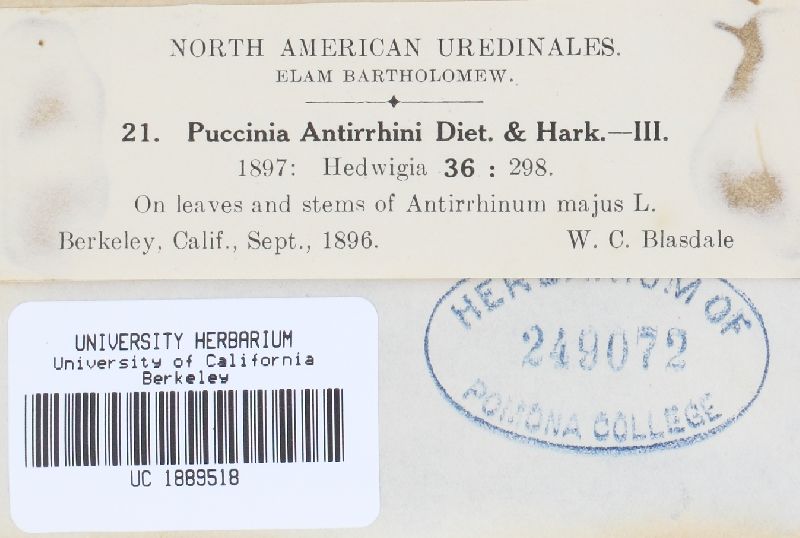 NORTH AMERICAN UREDINALES.
ELAM BARTHOLOMEW.
21. Puccinia Antirrhini Diet. & Hark.—III.
1897: Hedwigia 36 : 298.
On leaves and stems of Antirrhinum majus L.
Berkeley, Calif., Sept., 1896. W. C. Blasdale
HERBARIUM OF
249072
POMONA COLLEGE
UNIVERSITY HERBARIUM
University of California
Berkeley
UC 1889518